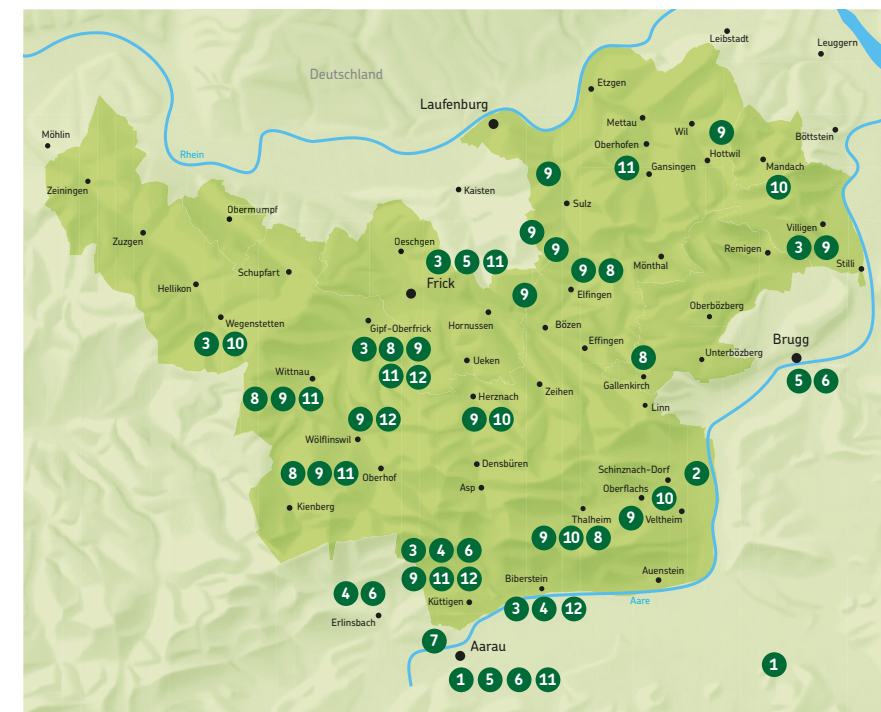 Leibstadt
Leuggern
Deutschland
Etzgen
Laufenburg
Mettau
Wil
9
Böttstein
Möhlin
Oberhofen
Hottwil
Rhein
11
Gansingen
Mandach
9
10
Zeiningen
Kaisten
Sulz
Obermumpf
Villigen
9
Zuzgen
Oeschgen
9
Remigen
3 9
3 5 11
Mönthal
Stilli
Schupfart
9 8
Hellikon
Frick
9
Elfingen
Oberbözberg
Wegenstetten
Gipf-Oberfrick
Hornussen
Bözen
Brugg
3 10
3 8 9
Effingen
8
Unterbözberg
Ueken
Wittnau
11 12
Gallenkirch
5 6
Zeihen
8 9 11
Herznach
Linn
9 12
9 10
Wölflinswil
Densbüren
Schinznach-Dorf
2
8 9 11
Oberhof
Asp
Oberflachs
10
Kienberg
Thalheim
9
Veltheim
9 10 8
3 4 6
9 11 12
Biberstein
Auenstein
4 6
Küttigen
Aare
3 4 12
Erlinsbach
7
Aarau
1
1 5 6 11